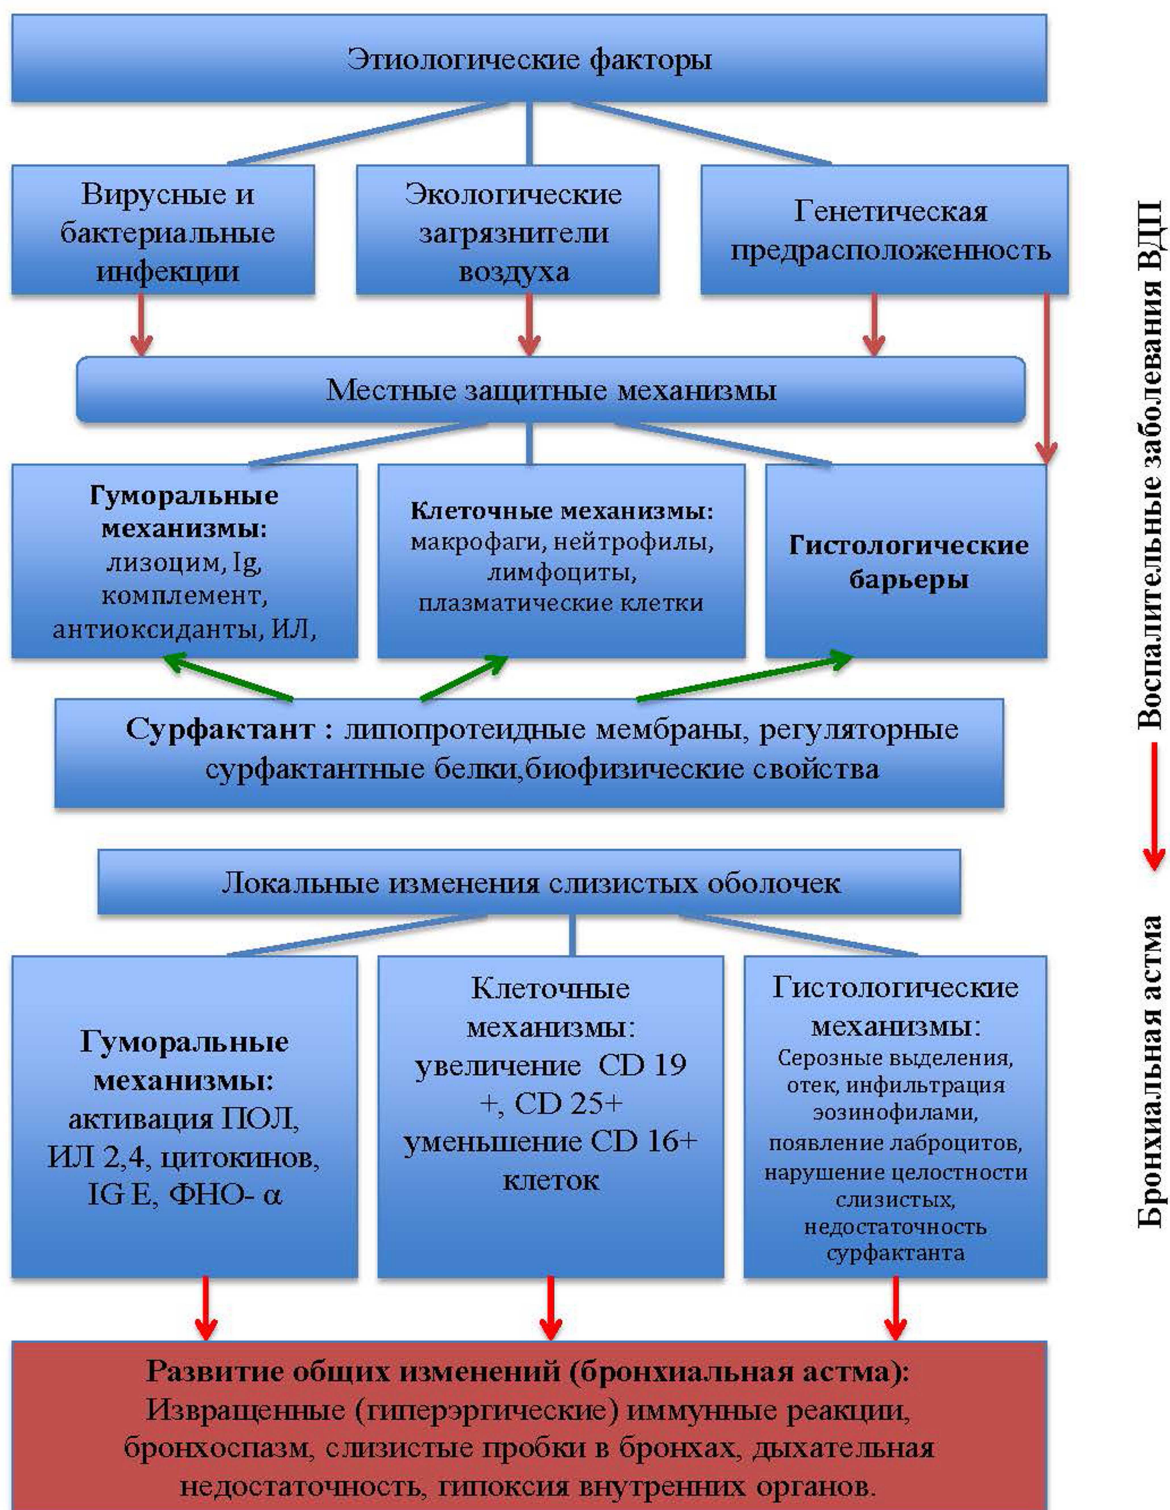 Этиологические факторы
Вирусные и
бактериальные
инфекции
Экологические
загрязнители
воздуха
Генетическая
предрасположенность
Местные защитные механизмы
Гуморальные
механизмы:
лизоцим, Ig,
комплемент,
антиоксиданты, ИЛ,
Клеточные механизмы:
макрофаги, нейтрофилы,
лимфоциты,
плазматические клетки
Гистологические
барьеры
Сурфактант : липопротеидные мембраны, регуляторные
сурфактантные белки,биофизические свойства
Локальные изменения слизистых оболочек
Гуморальные
механизмы:
активация ПОЛ,
ИЛ 2,4, цитокинов,
IG E, ФНО- α
Клеточные
механизмы:
увеличение CD 19
+, CD 25+
уменьшение CD 16+
клеток
Гистологические
механизмы:
Серозные выделения,
отек, инфильтрация
эозинофилами,
появление лаброцитов,
нарушение целостности
слизистых,
недостаточность
сурфактанта
Развитие общих изменений (бронхиальная астма):
Извращенные (гиперэргические) иммунные реакции,
бронхоспазм, слизистые пробки в бронхах, дыхательная
недостаточность, гипоксия внутренних органов.
Воспалительные заболевания ВДП
Бронхиальная астма